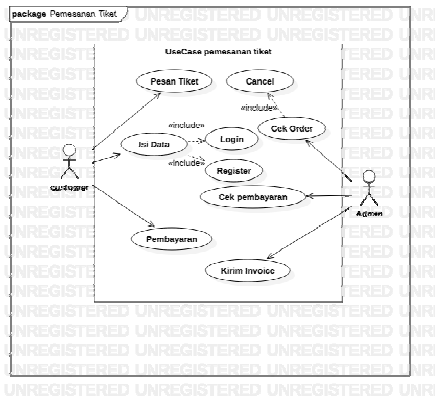 package Pemesanan Tiket
UseCase pemesanan tiket
Pesan Tiket
Cancel
«include»
«include»
Cek Order
Isi Data
Login
«include»
Register
customer
Cek pembayaran
Admin
Pembayaran
Kirim Invoice
UNREGISTERED UNREGISTERED UNREGISTERED UNREGISTERED